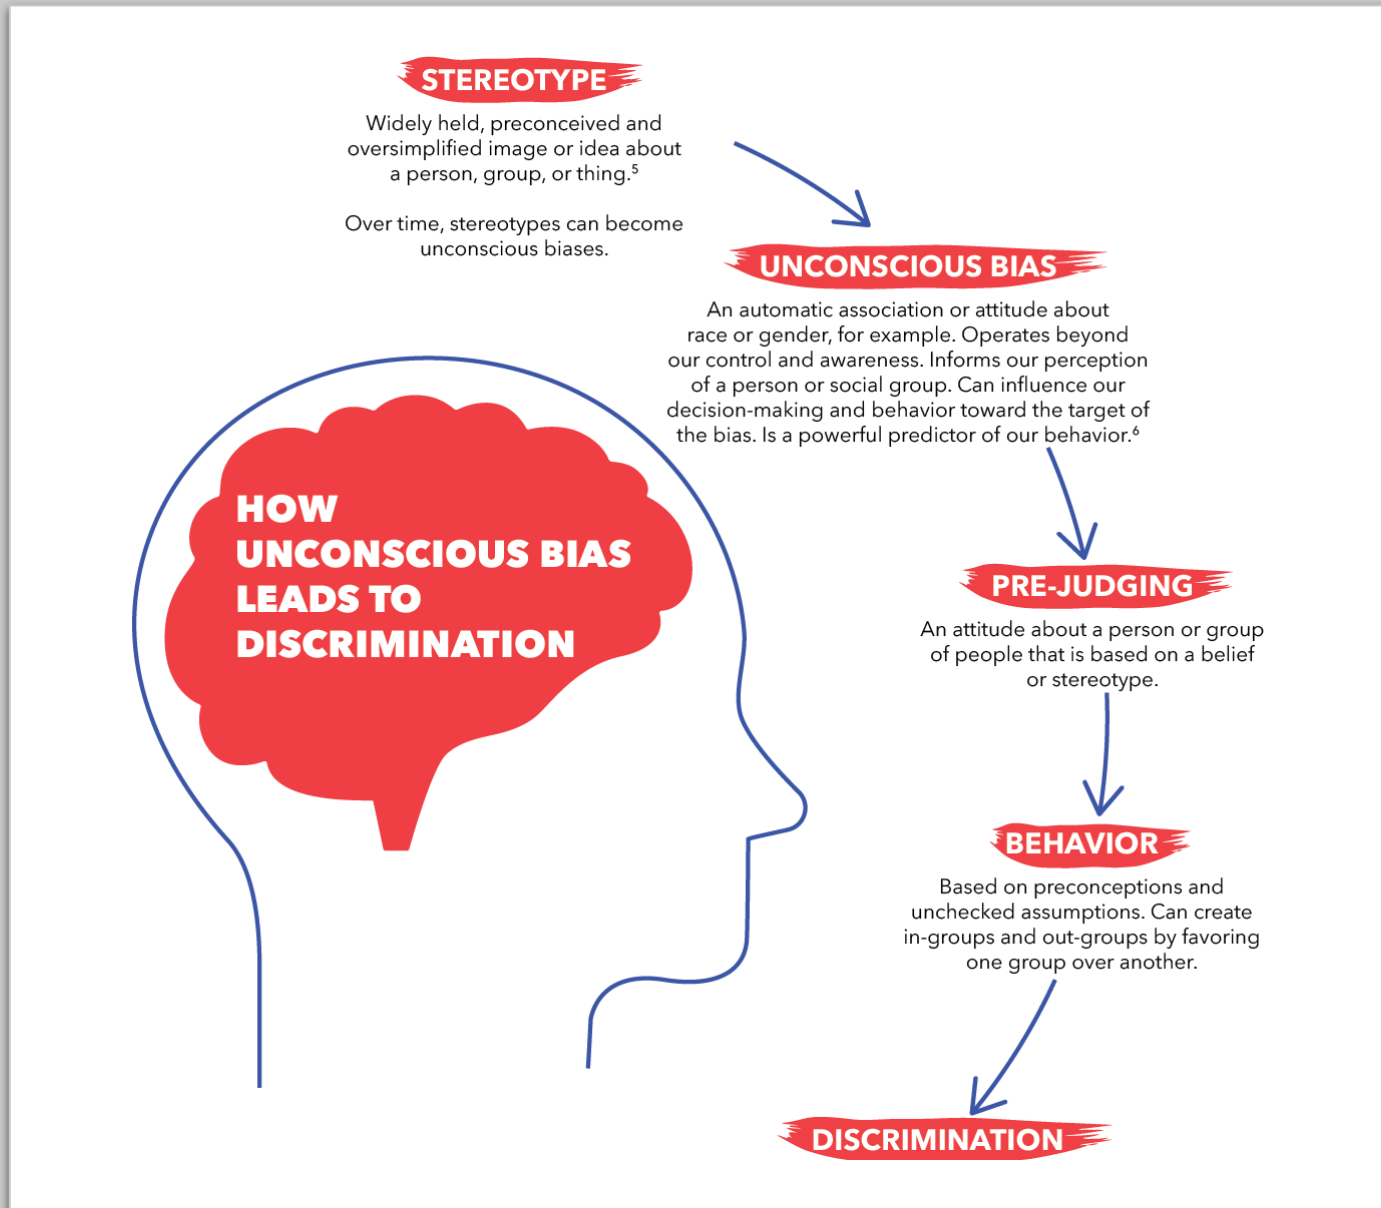 STEREOTYPE
Widely held, preconceived and
oversimplified image or idea about
a person, group, or thing.⁵
Over time, stereotypes can become
unconscious biases.
UNCONSCIOUS BIAS
An automatic association or attitude about
race or gender, for example. Operates beyond
our control and awareness. Informs our perception
of a person or social group. Can influence our
decision-making and behavior toward the target of
the bias. Is a powerful predictor of our behavior.⁶
HOW
UNCONSCIOUS BIAS
LEADS TO
DISCRIMINATION
PRE-JUDGING
An attitude about a person or group
of people that is based on a belief
or stereotype.
BEHAVIOR
Based on preconceptions and
unchecked assumptions. Can create
in-groups and out-groups by favoring
one group over another.
DISCRIMINATION